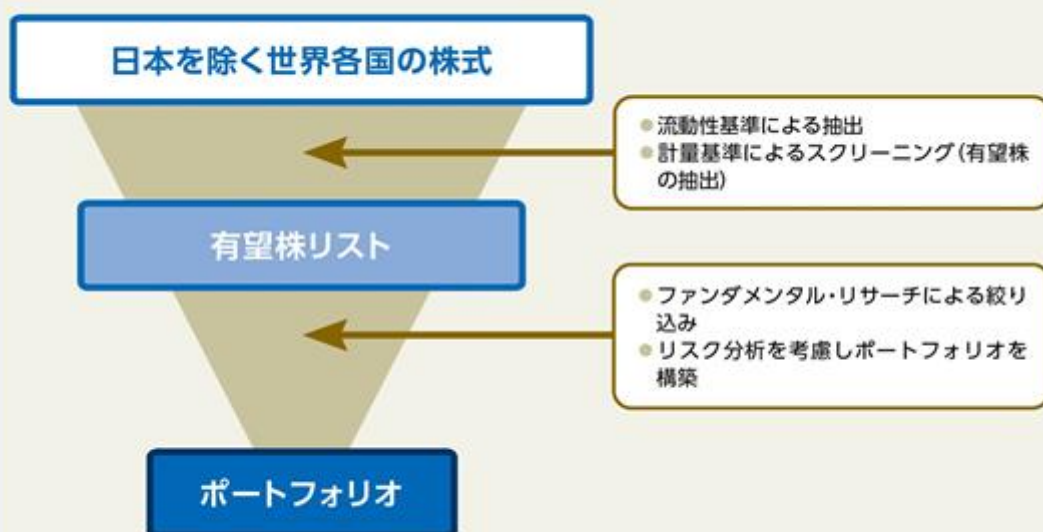 日本を除く世界各国の株式
流動性基準による抽出
計量基準によるスクリーニング(有望株
の抽出)
有望株リスト
ファンダメンタル・リサーチによる絞り
込み
リスク分析を考慮しポートフォリオを
構築
ポートフォリオ